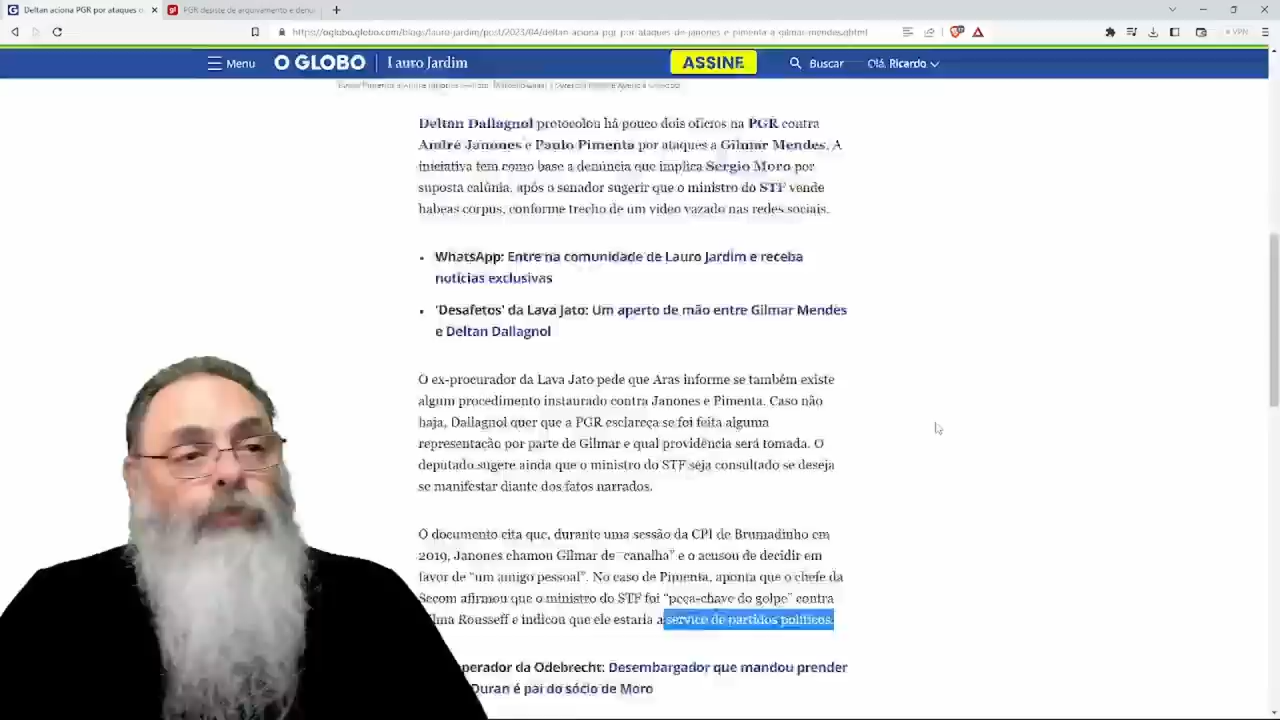 Deltan aciona PGR por ataques o
PGR desiste de arquivamento e denu
https://oglobo.globo.com/blogs/lauro-jardim/post/2023/04/deltan-aciona-pgr-por-ataques-de-janones-e-pimenta-a-gilmar-mendes.ghtml
VPN
Menu
O GLOBO
Lauro Jardim
ASSINE
Buscar
Olá, Ricardo
Deltan Dallagnol protocolou há pouco dois ofícios na PGR contra
André Janones e Paulo Pimenta por ataques a Gilmar Mendes. A
iniciativa tem como base a denúncia que implica Sergio Moro por
suposta calúnia, após o senador sugerir que o ministro do STF vende
habeas corpus, conforme trecho de um vídeo vazado nas redes sociais.
• WhatsApp: Entre na comunidade de Lauro Jardim e receba
notícias exclusivas
• 'Desafetos' da Lava Jato: Um aperto de mão entre Gilmar Mendes
e Deltan Dallagnol
O ex-procurador da Lava Jato pede que Aras informe se também existe
algum procedimento instaurado contra Janones e Pimenta. Caso não
haja, Dallagnol quer que a PGR esclareça se foi feita alguma
representação por parte de Gilmar e qual providência será tomada. O
deputado sugere ainda que o ministro do STF seja consultado se deseja
se manifestar diante dos fatos narrados.
O documento cita que, durante uma sessão da CPI de Brumadinho em
2019, Janones chamou Gilmar de "canalha" e o acusou de decidir em
favor de "um amigo pessoal". No caso de Pimenta, aponta que o chefe da
Secom afirmou que o ministro do STF foi "peça-chave do golpe" contra
ilma Rousseff e indicou que ele estaria a serviço de partidos políticos.
perador da Odebrecht: Desembargador que mandou prender
Duran é pai do sócio de Moro